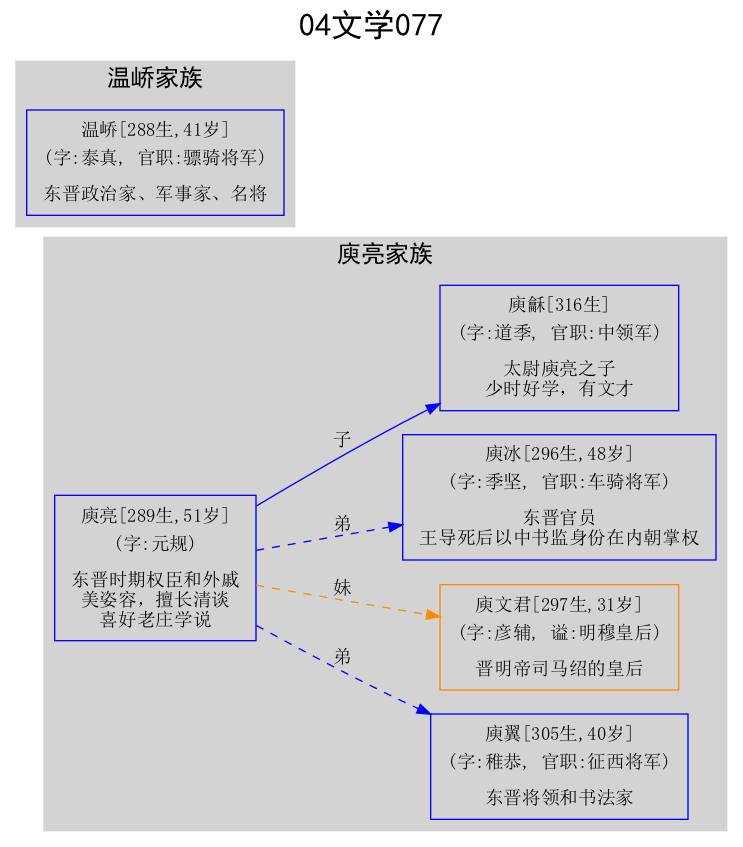 04文学077
温峤家族
温峤[288生,41岁]
(字:泰真, 官职:骠骑将军)
东晋政治家、军事家、名将
庾亮家族
庾龢[316生]
(字:道季, 官职:中领军)
太尉庾亮之子
少时好学，有文才
子
庾冰[296生,48岁]
(字:季坚, 官职:车骑将军)
东晋官员
王导死后以中书监身份在内朝掌权
弟
庾亮[289生,51岁]
(字:元规)
东晋时期权臣和外戚
美姿容，擅长清谈
喜好老庄学说
妹
庾文君[297生,31岁]
(字:彦辅, 谥:明穆皇后)
晋明帝司马绍的皇后
弟
庾翼[305生,40岁]
(字:稚恭, 官职:征西将军)
东晋将领和书法家